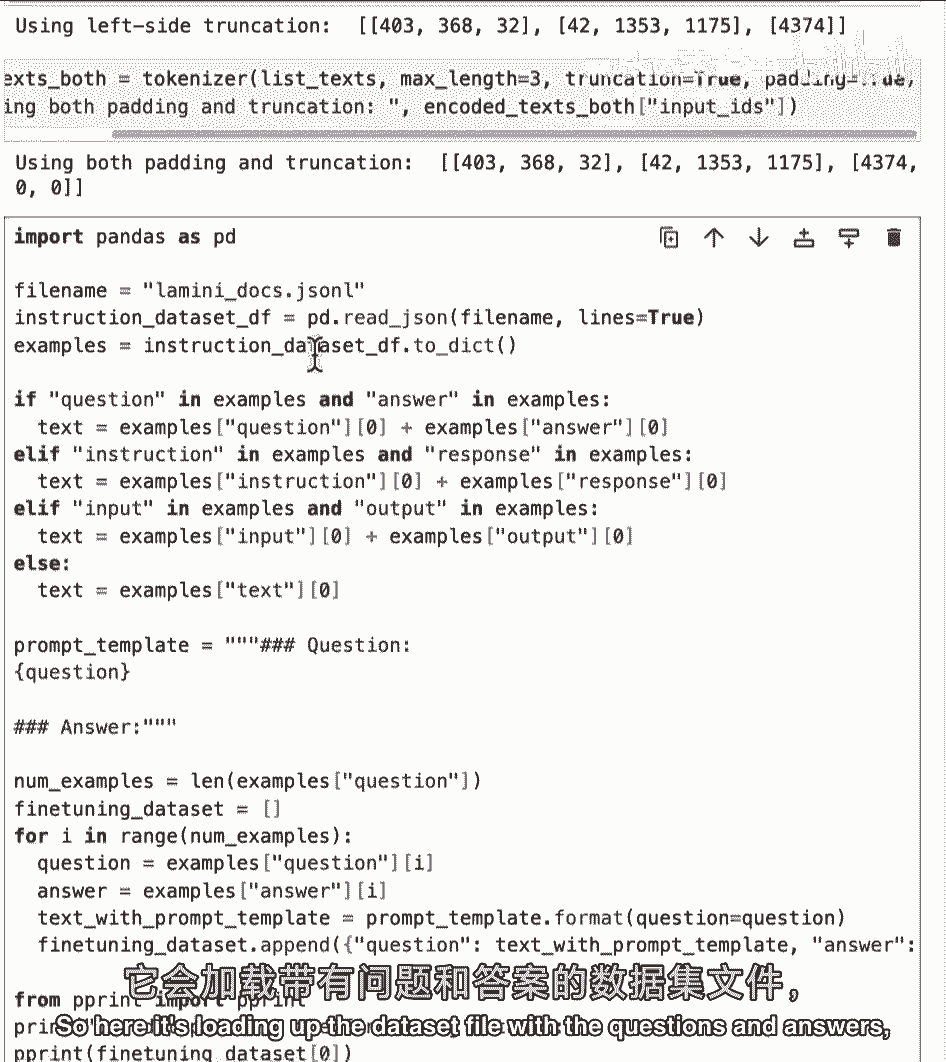 Using left-side truncation:  [[403, 368, 32], [42, 1353, 1175], [4374]]
exts_both = tokenizer(list_texts, max_length=3, truncation=True, padding=True,
ing both padding and truncation: ", encoded_texts_both["input_ids"])
Using both padding and truncation:  [[403, 368, 32], [42, 1353, 1175], [4374,
0, 0]]
import pandas as pd
filename = "lamini_docs.jsonl"
instruction_dataset_df = pd.read_json(filename, lines=True)
examples = instruction_dataset_df.to_dict()
if "question" in examples and "answer" in examples:
  text = examples["question"][0] + examples["answer"][0]
elif "instruction" in examples and "response" in examples:
  text = examples["instruction"][0] + examples["response"][0]
elif "input" in examples and "output" in examples:
  text = examples["input"][0] + examples["output"][0]
else:
  text = examples["text"][0]
prompt_template = """### Question:
{question}
### Answer:"""
num_examples = len(examples["question"])
finetuning_dataset = []
for i in range(num_examples):
  question = examples["question"][i]
  answer = examples["answer"][i]
  text_with_prompt_template = prompt_template.format(question=question)
  finetuning_dataset.append({"question": text_with_prompt_template, "answer":
它会加载带有问题和答案的数据集文件，
from pprint import pprint
So here it's loading up the dataset file with the questions and answers,
pprint(finetuning_dataset[0])